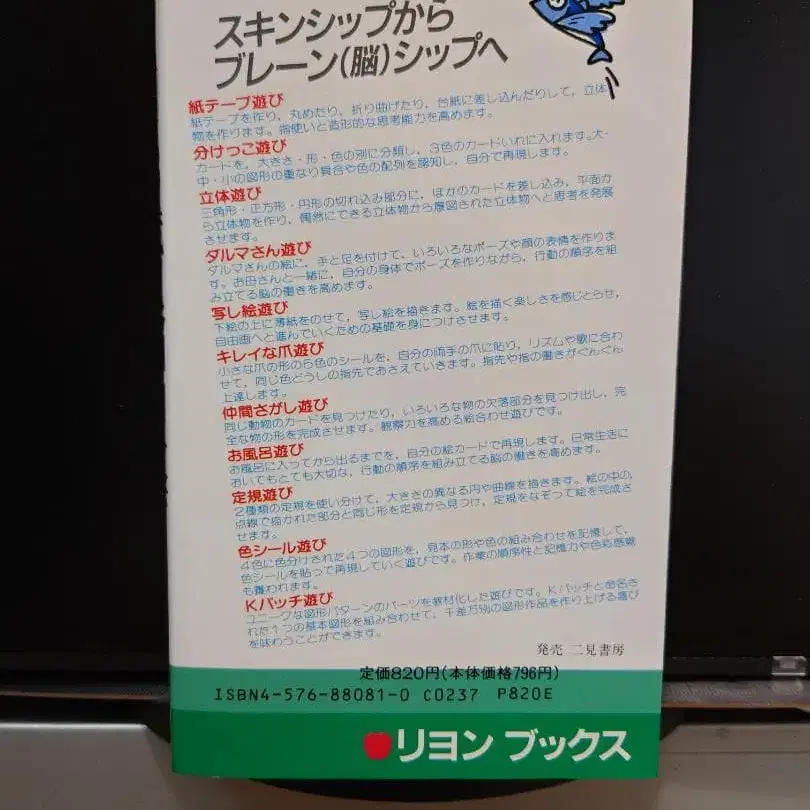 スキンシップから
ブレーン(脳)シップへ
紙テープ遊び
紙テープを作り，丸めたり，折り曲げたり，台紙に差し込んだりして，立体
物を作ります。指使いと造形的な思考能力を高めます。
分けっこ遊び
カードを，大きさ・形・色の別に分類し，3色のカードいれに入れます。大・
中・小の図形の重なり具合や色の配列を認知し，自分で再現します。
立体遊び
三角形・正方形・円形の切れ込み部分に，ほかのカードを差し込み，平面か
ら立体物を作り，偶然にできる立体物から意図された立体物へと思考を発展
させます。
ダルマさん遊び
ダルマさんの絵に，手と足を付けて，いろいろなポーズや顔の表情を作りま
す。お母さんと一緒に，自分の身体でポーズを作りながら，行動の順序を組
み立てる脳の働きを高めます。
写し絵遊び
下絵の上に薄紙をのせて，写し絵を描きます。絵を描く楽しさを感じとらせ，
自由画へと進んでいくための基礎を身につけさせます。
キレイな爪遊び
小さな爪の形の5色のシールを，自分の両手の爪に貼り，リズムや歌に合わ
せて，同じ色どうしの指先でおさえていきます。指先や指の働きがぐんぐん
上達します。
仲間さがし遊び
同じ動物のカードを見つけたり，いろいろな物の欠落部分を見つけ出し，完
全な物の形を完成させます。観察力を高める絵合わせ遊びです。
お風呂遊び
お風呂に入ってから出るまでを，自分の絵カードで再現します。日常生活に
おいてもとても大切な，行動の順序を組み立てる脳の働きを高めます。
定規遊び
2種類の定規を使い分けて，大きさの異なる円や曲線を描きます。絵の中の，
点線で描かれた部分と同じ形を定規から見つけ，定規をなぞって絵を完成さ
せます。
色シール遊び
4色に色分けされた4つの図形を，見本の形や色の組み合わせを記憶して，
色シールを貼って再現していく遊びです。作業の順序性と記憶力や色彩感覚
も養われます。
Kパッチ遊び
ユニークな図形パターンのパーツを教材化した遊びです。Kパッチと命名さ
れた1つの基本図形を組み合わせて，千差万別の図形作品を作り上げる遊び
を味わうことができます。
発売 二見書房
定価820円(本体価格796円)
ISBN4-576-88081-0 C0237 P820E
リヨン ブックス